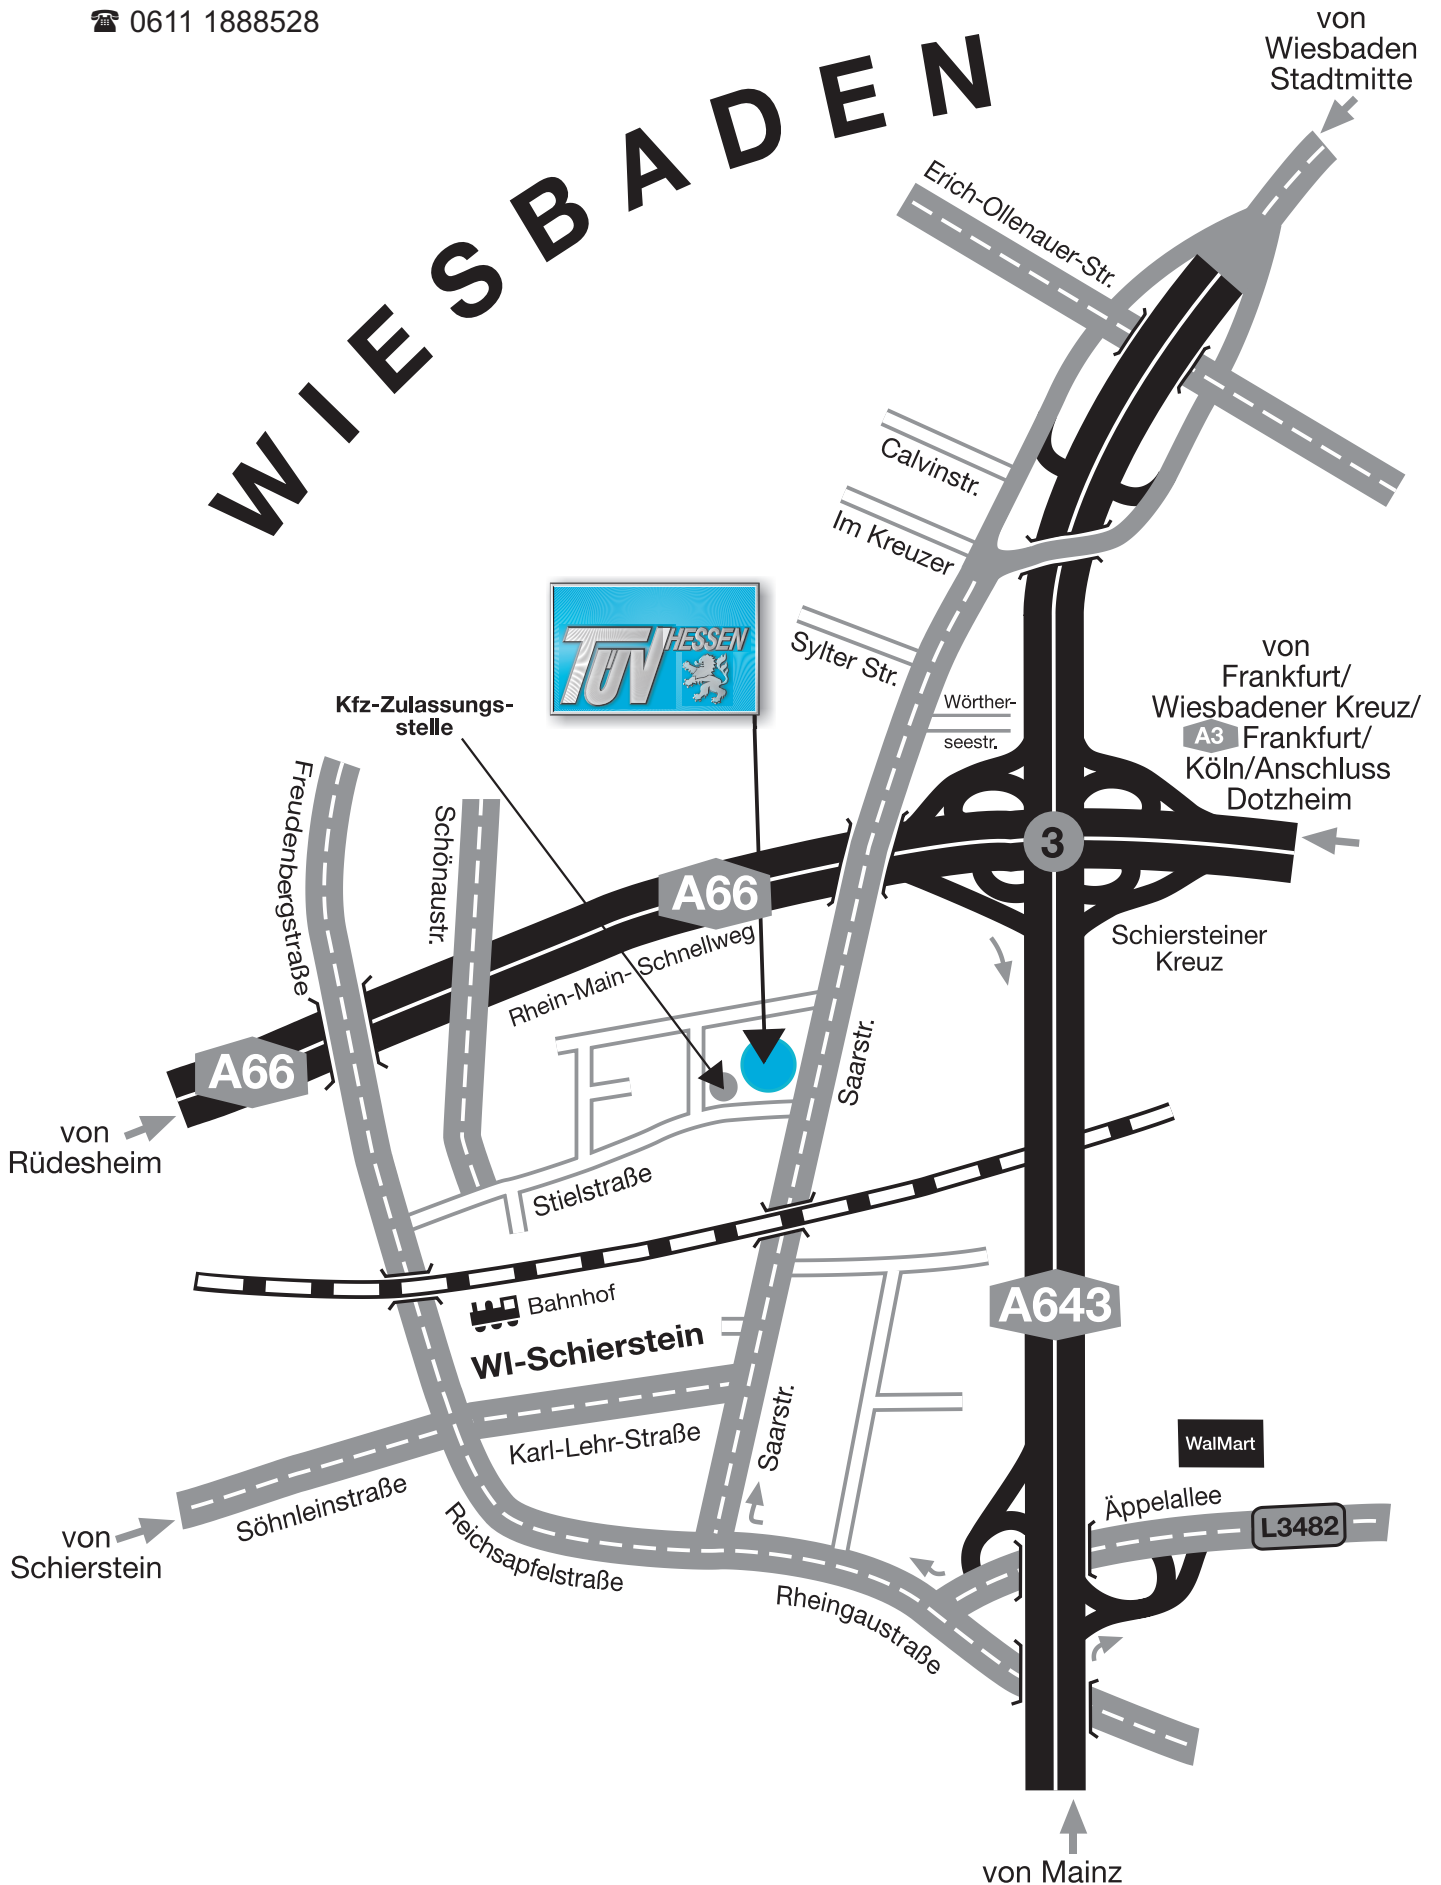 ☎ 0611 1888528
von
Wiesbaden
Stadtmitte
WIESBADEN
Erich-Ollenauer-Str.
Calvinstr.
Im Kreuzer
Sylter Str.
TÜV HESSEN
Wörther-
seestr.
von
Frankfurt/
Wiesbadener Kreuz/
A3 Frankfurt/
Köln/Anschluss
Dotzheim
Kfz-Zulassungs-
stelle
Freudenbergstraße
Schönaustr.
3
A66
Rhein-Main- Schnellweg
Schiersteiner
Kreuz
A66
Saarstr.
von
Rüdesheim
Stielstraße
Bahnhof
A643
WI-Schierstein
Karl-Lehr-Straße
Saarstr.
WalMart
Söhnleinstraße
Äppelallee
L3482
von
Schierstein
Reichsapfelstraße
Rheingaustraße
von Mainz